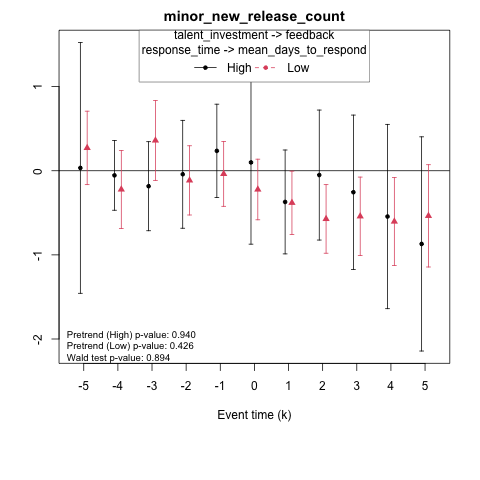 minor_new_release_count
talent_investment -> feedback
response_time -> mean_days_to_respond
High Low
1
0
-1
-2
Pretrend (High) p-value: 0.940
Pretrend (Low) p-value: 0.426
Wald test p-value: 0.894
-5 -4 -3 -2 -1 0 1 2 3 4 5
Event time (k)